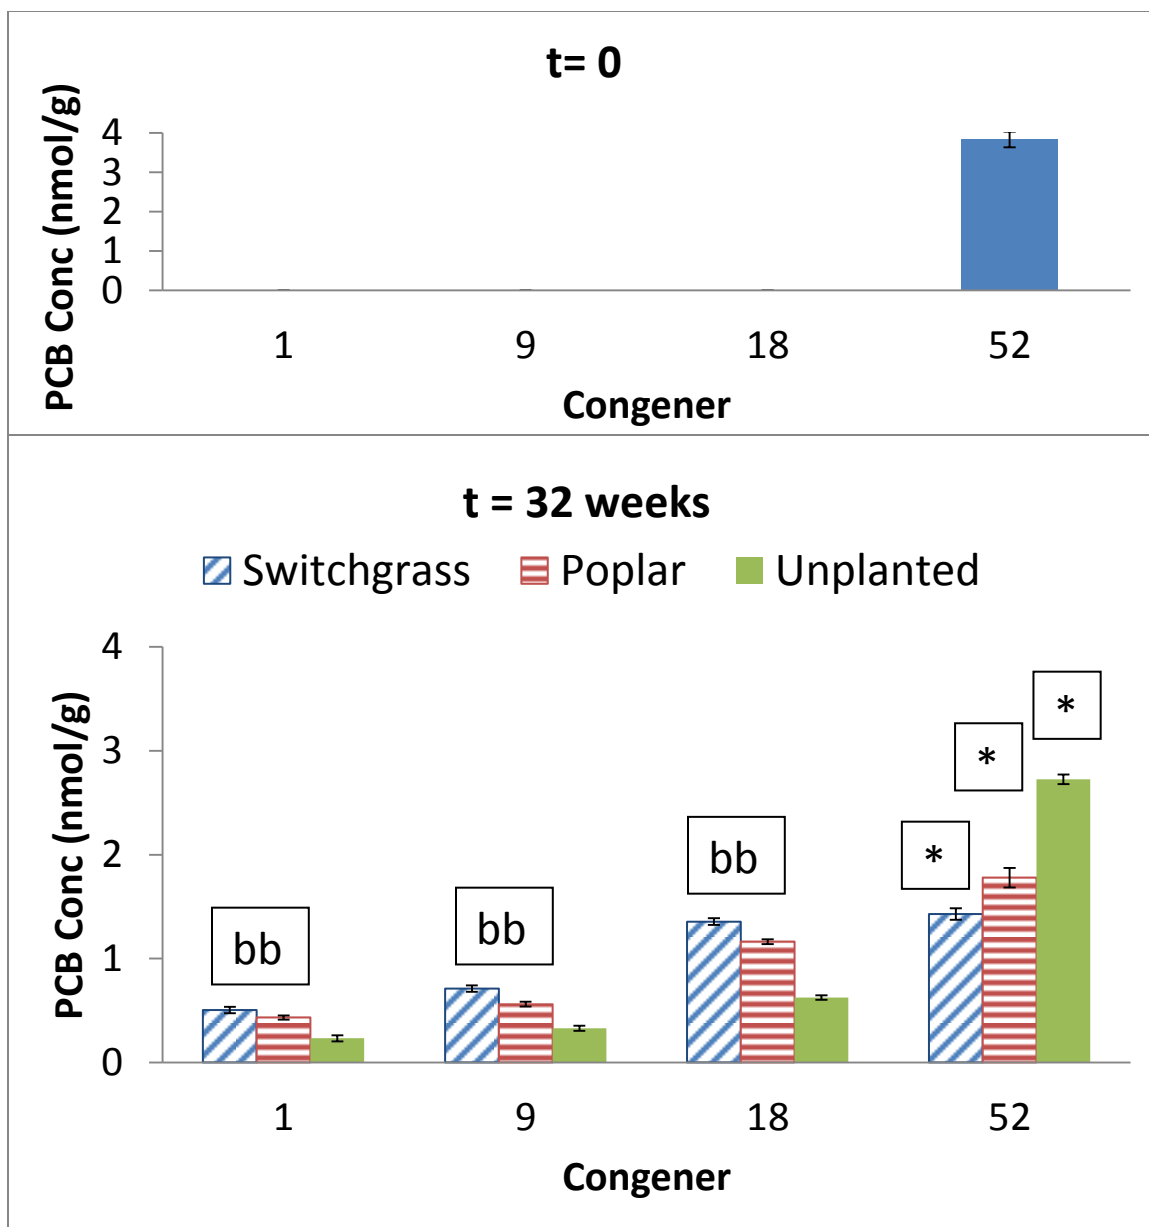 t= 0
PCB Conc (nmol/g)
4
3
2
1
0
1 9 18 52
Congener
t = 32 weeks
Switchgrass Poplar Unplanted
PCB Conc (nmol/g)
4
3
2
1
0
*
*
*
bb
bb
bb
1 9 18 52
Congener